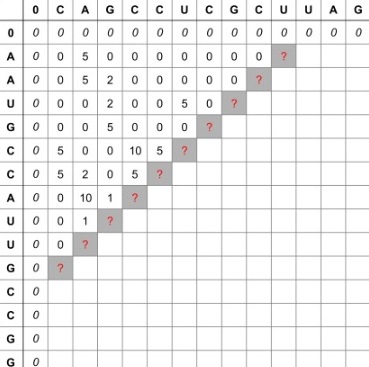 0 C A G C C U C G C U U A G
0 0 0 0 0 0 0 0 0 0 0 0 0 0 0
A 0 0 5 0 0 0 0 0 0 0 ?
A 0 0 5 2 0 0 0 0 0 ?
U 0 0 0 2 0 0 5 0 ?
G 0 0 0 5 0 0 0 ?
C 0 5 0 0 10 5 ?
C 0 5 2 0 5 ?
A 0 0 10 1 ?
U 0 0 1 ?
U 0 0 ?
G 0 ?
C 0
C 0
G 0
G 0